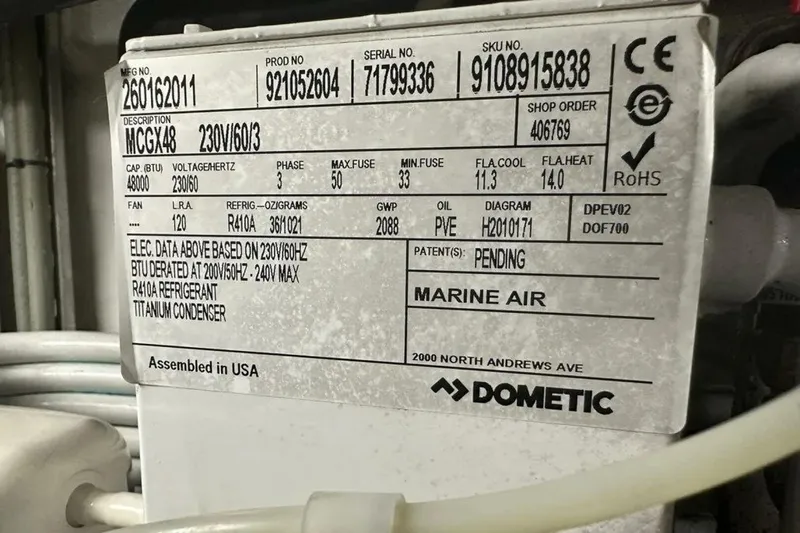 MFG NO. PROD NO SERIAL NO. SKU NO.
260162011 921052604 71799336 9108915838
CE
DESCRIPTION
MCGX48 230V/60/3
SHOP ORDER
406769
RoHS
CAP. (BTU) VOLTAGE/HERTZ PHASE MAX.FUSE MIN.FUSE FLA.COOL FLA.HEAT
48000 230/60 3 50 33 11.3 14.0
FAN L.R.A. REFRIG.—OZ/GRAMS GWP OIL DIAGRAM
---- 120 R410A 36/1021 2088 PVE H2010171
DPEV02
DOF700
ELEC. DATA ABOVE BASED ON 230V/60HZ
BTU DERATED AT 200V/50HZ - 240V MAX
R410A REFRIGERANT
TITANIUM CONDENSER
PATENT(S): PENDING
MARINE AIR
2000 NORTH ANDREWS AVE
Assembled in USA
DOMETIC